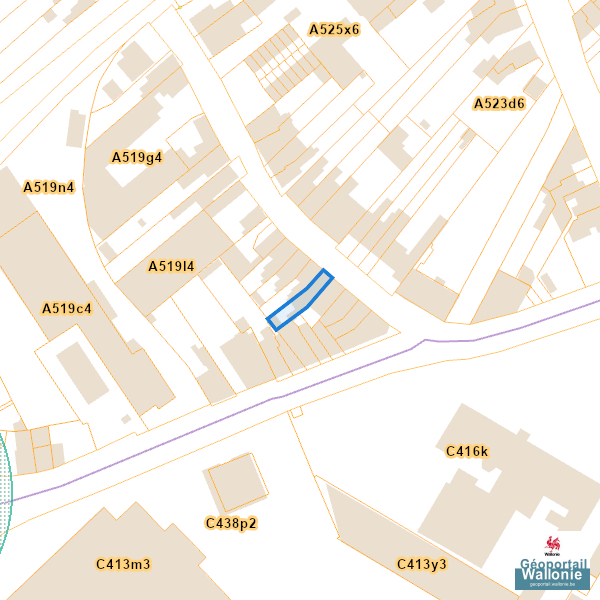 A525x6
A523d6
A519g4
A519n4
A519l4
A519c4
C416k
C438p2
C413m3
C413y3
Wallonie
Géoportail
Wallonie
geoportail.wallonie.be